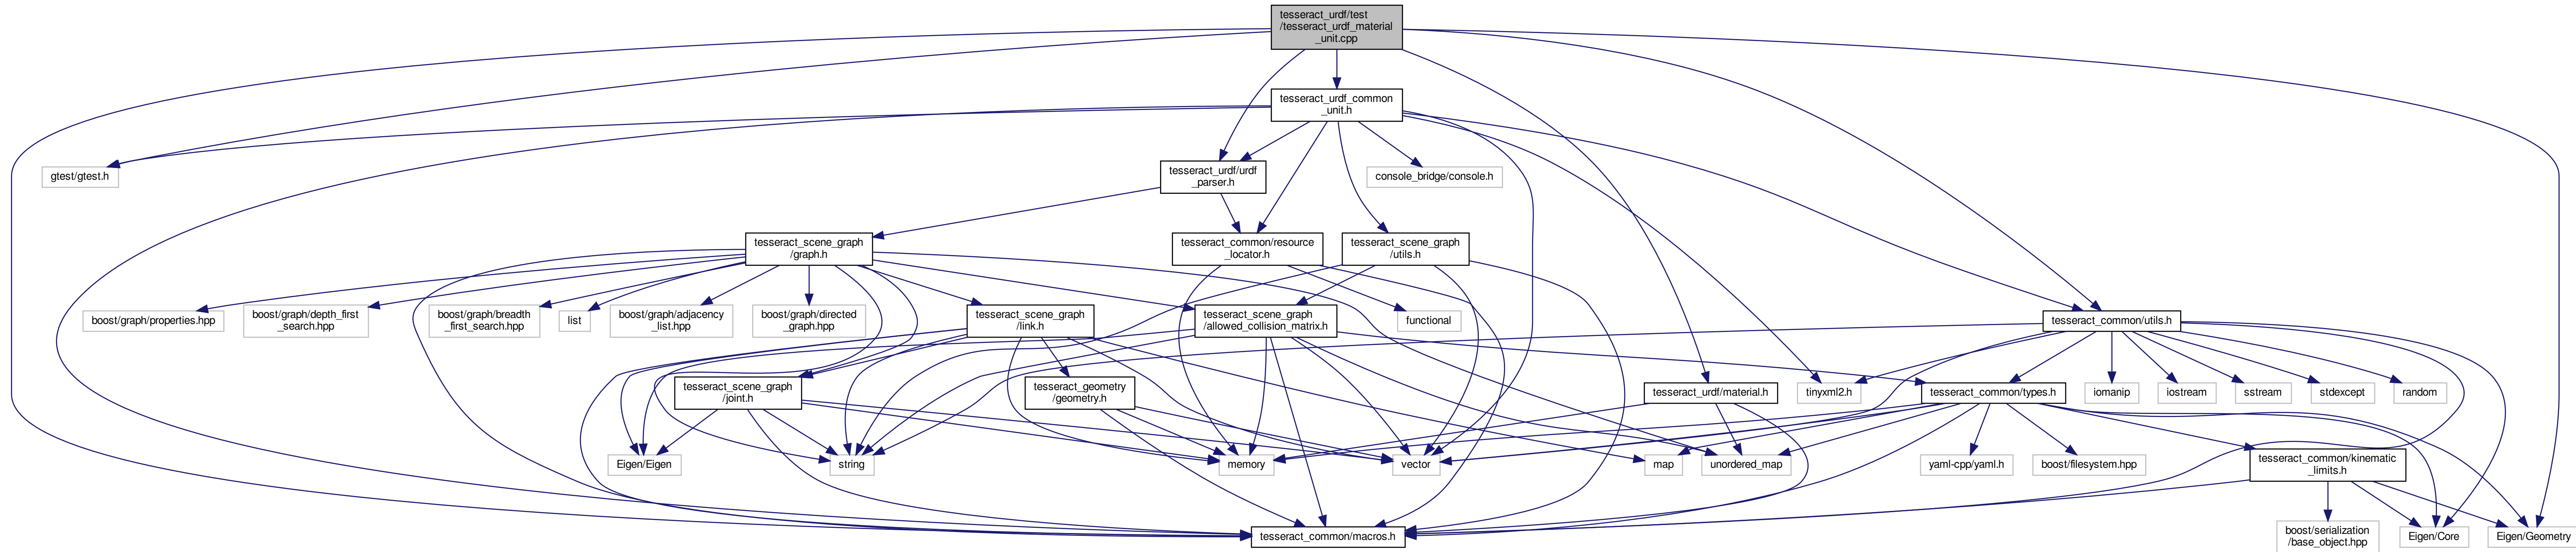 tesseract_urdf/test
/tesseract_urdf_material
_unit.cpp
tesseract_urdf_common
_unit.h
gtest/gtest.h
tesseract_urdf/urdf
_parser.h
console_bridge/console.h
tesseract_scene_graph
/graph.h
tesseract_common/resource
_locator.h
tesseract_scene_graph
/utils.h
boost/graph/properties.hpp
boost/graph/depth_first
_search.hpp
boost/graph/breadth
_first_search.hpp
list
boost/graph/adjacency
_list.hpp
boost/graph/directed
_graph.hpp
tesseract_scene_graph
/link.h
tesseract_scene_graph
/allowed_collision_matrix.h
functional
tesseract_common/utils.h
tesseract_scene_graph
/joint.h
tesseract_geometry
/geometry.h
tesseract_urdf/material.h
tinyxml2.h
tesseract_common/types.h
iomanip
iostream
sstream
stdexcept
random
Eigen/Eigen
string
memory
vector
map
unordered_map
yaml-cpp/yaml.h
boost/filesystem.hpp
tesseract_common/kinematic
_limits.h
tesseract_common/macros.h
boost/serialization
/base_object.hpp
Eigen/Core
Eigen/Geometry